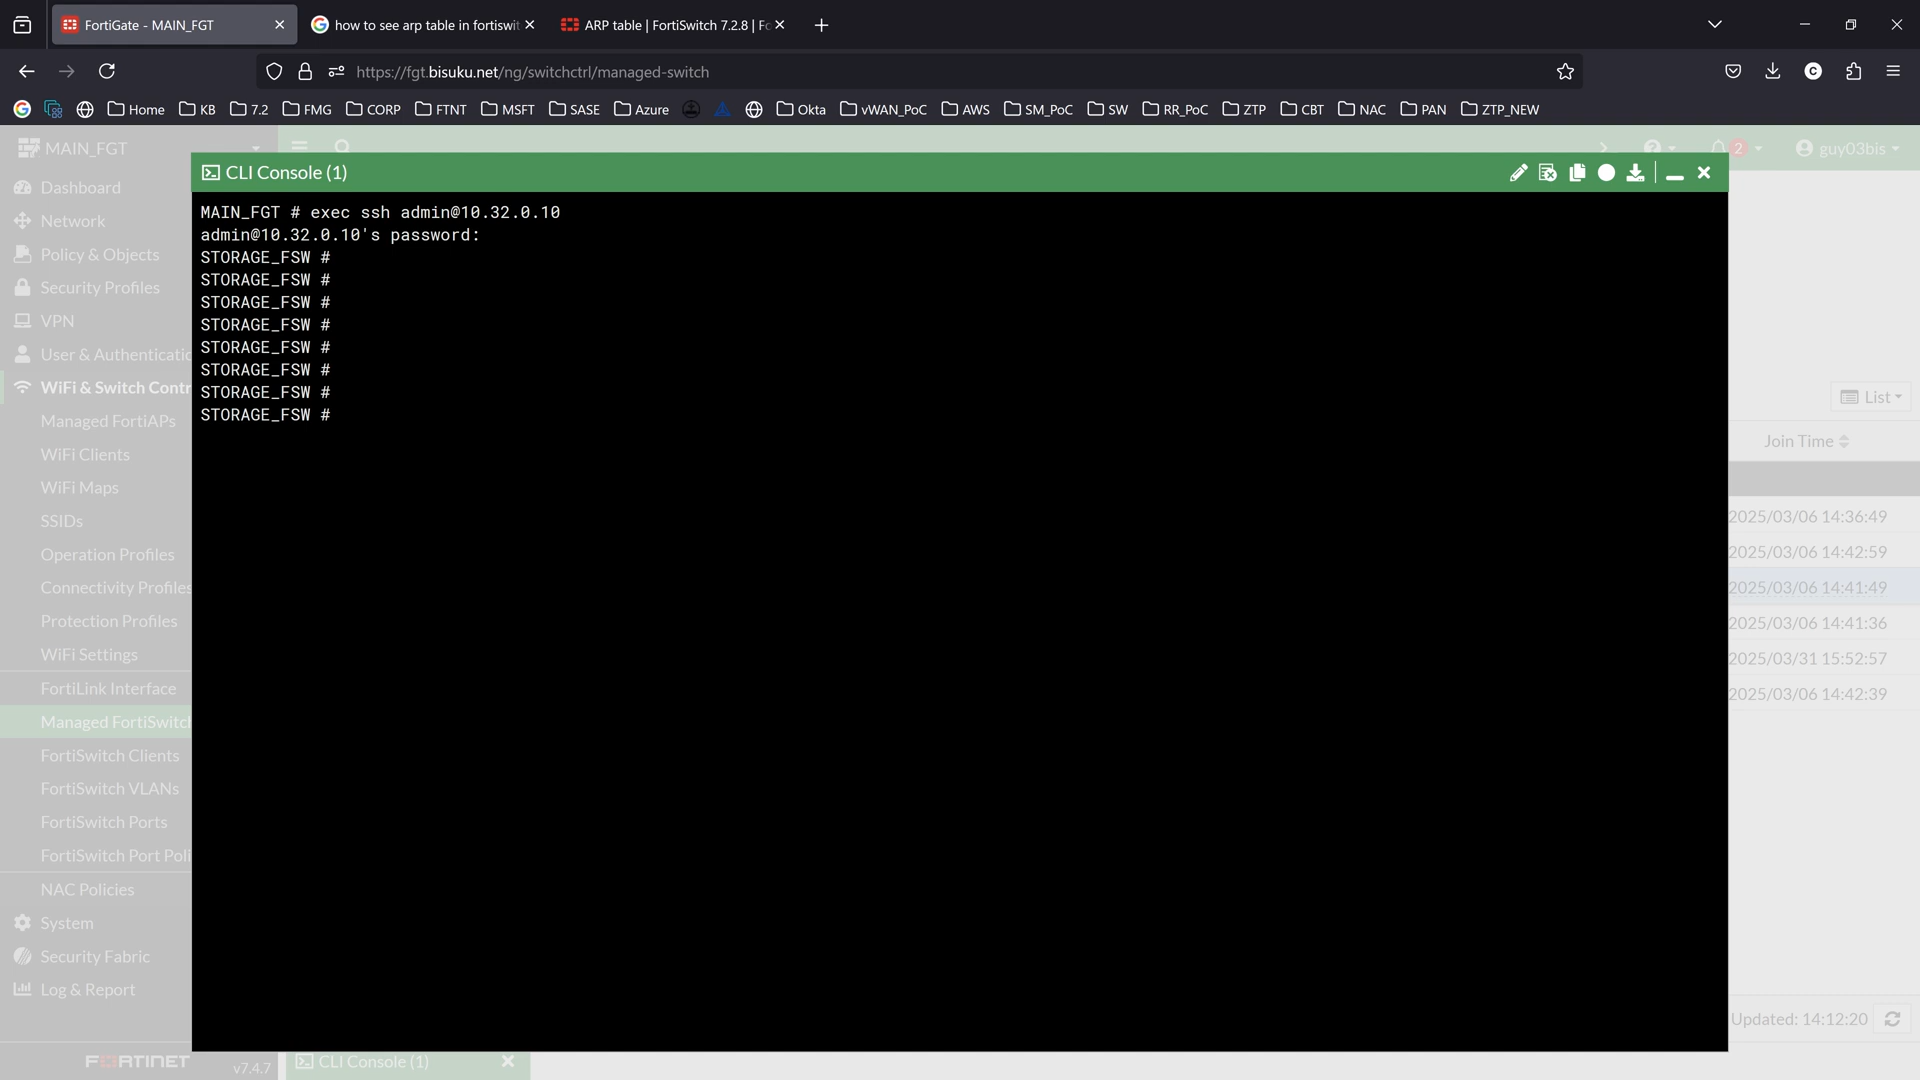 FortiGate - MAIN_FGT
how to see arp table in fortiswit
ARP table | FortiSwitch 7.2.8 | Fo
https://fgt.bisuku.net/ng/switchctrl/managed-switch
Home KB 7.2 FMG CORP FTNT MSFT SASE Azure Okta vWAN_PoC AWS SM_PoC SW RR_PoC ZTP CBT NAC PAN ZTP_NEW
MAIN_FGT
2
guy03bis
CLI Console (1)
MAIN_FGT # exec ssh admin@10.32.0.10
admin@10.32.0.10's password:
STORAGE_FSW #
STORAGE_FSW #
STORAGE_FSW #
STORAGE_FSW #
STORAGE_FSW #
STORAGE_FSW #
STORAGE_FSW #
STORAGE_FSW #
Dashboard
Network
Policy & Objects
Security Profiles
VPN
User & Authenticatio
WiFi & Switch Contr
Managed FortiAPs
WiFi Clients
WiFi Maps
SSIDs
Operation Profiles
Connectivity Profiles
Protection Profiles
WiFi Settings
FortiLink Interface
Managed FortiSwitch
FortiSwitch Clients
FortiSwitch VLANs
FortiSwitch Ports
FortiSwitch Port Poli
NAC Policies
System
Security Fabric
Log & Report
List
Join Time
2025/03/06 14:36:49
2025/03/06 14:42:59
2025/03/06 14:41:49
2025/03/06 14:41:36
2025/03/31 15:52:57
2025/03/06 14:42:39
Updated: 14:12:20
FORTINET
v7.4.7
CLI Console (1)